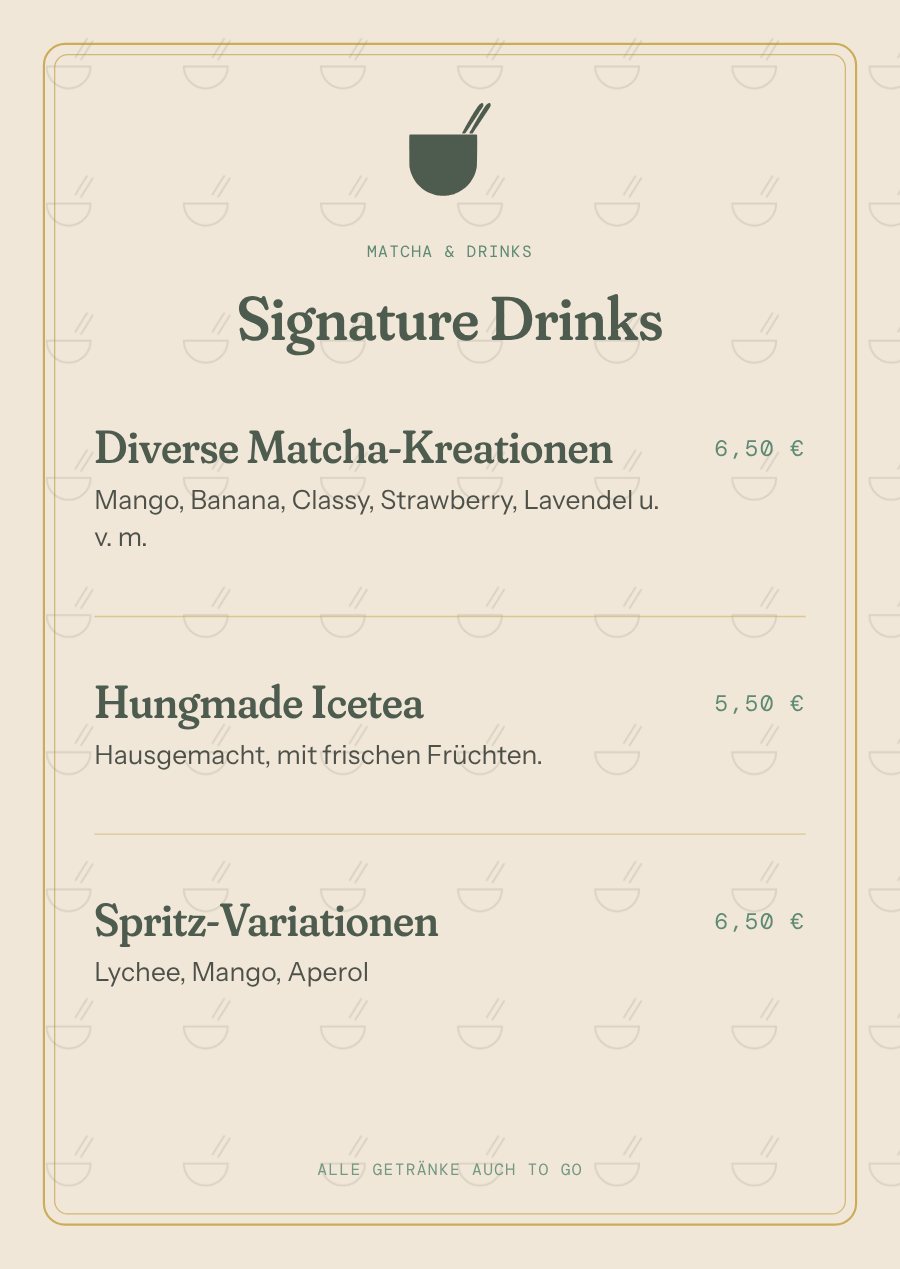 MATCHA & DRINKS
Signature Drinks
Diverse Matcha-Kreationen 6,50 €
Mango, Banana, Classy, Strawberry, Lavendel u.
v. m.
Hungmade Icetea 5,50 €
Hausgemacht, mit frischen Früchten.
Spritz-Variationen 6,50 €
Lychee, Mango, Aperol
ALLE GETRÄNKE AUCH TO GO